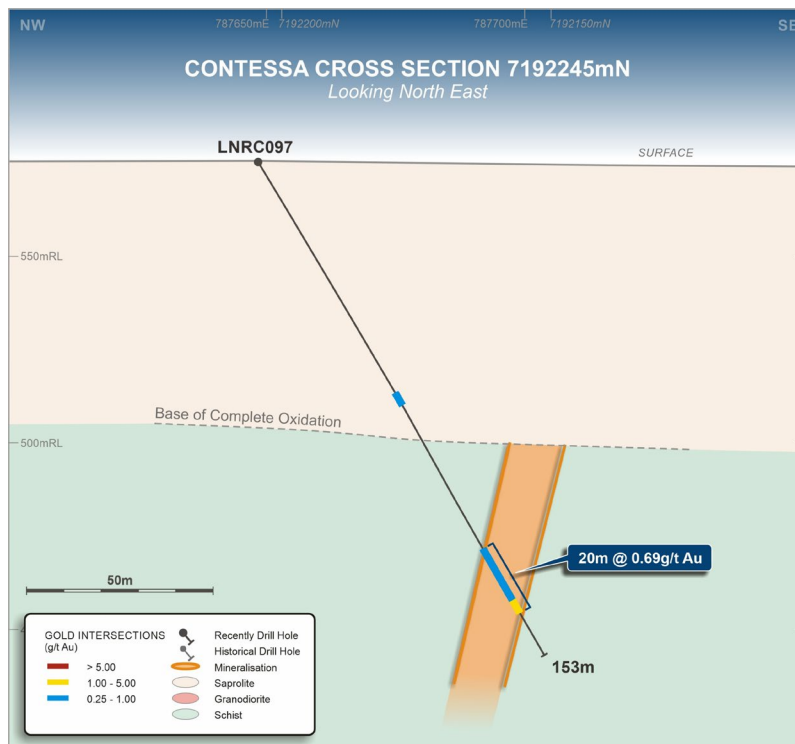 787650mE
7192200mN
787700mE
7192150mN
NW
CONTESSA CROSS SECTION 7192245mN
Looking North East
LNRC097
SURFACE
550mRL
Base of Complete Oxidation
500mRL
20m @ 0.69g/t Au
50m
153m
GOLD INTERSECTIONS
(g/t Au)
> 5.00
1.00 - 5.00
0.25 - 1.00
Recently Drill Hole
Historical Drill Hole
Mineralisation
Saprolite
Granodiorite
Schist